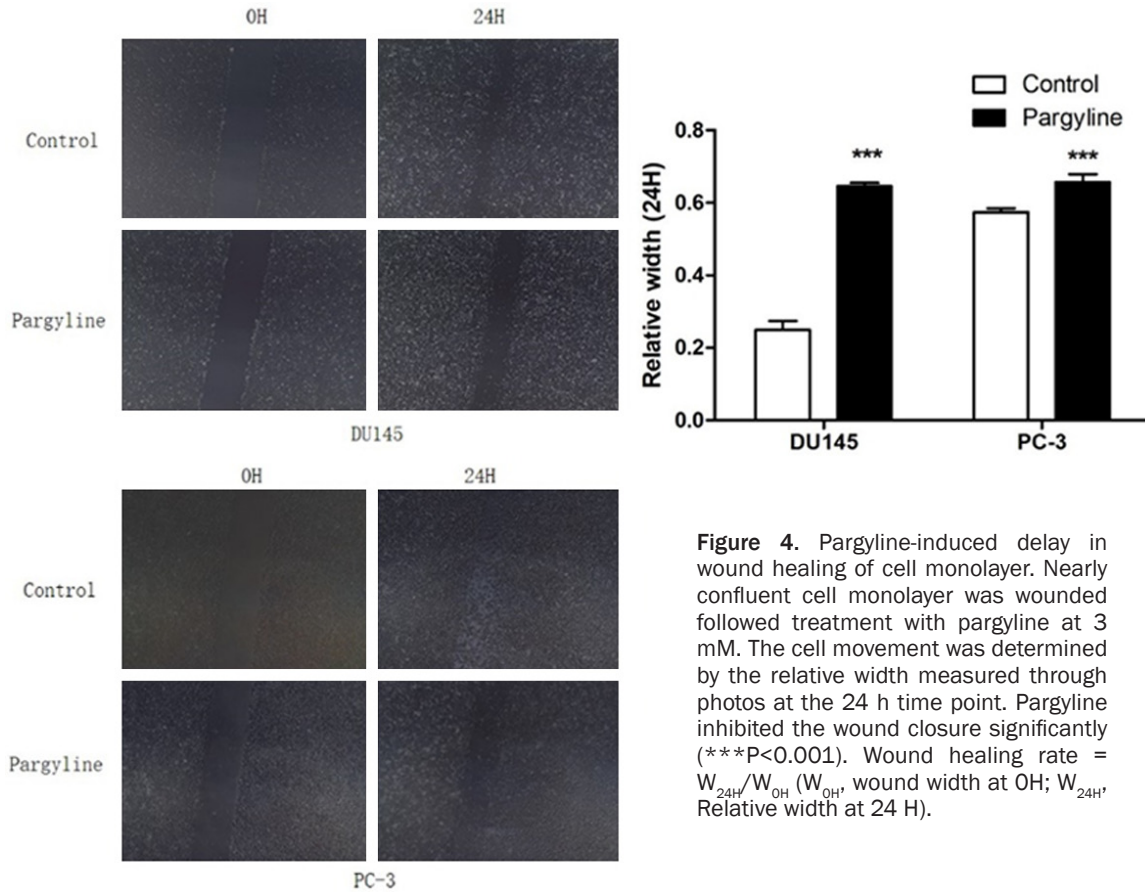 0H 24H
Control
Pargyline
DU145
0H 24H
Control
Pargyline
PC-3
Control
Pargyline
Relative width (24H)
0.8
0.6
0.4
0.2
0.0
*** ***
DU145 PC-3
Figure 4. Pargyline-induced delay in
wound healing of cell monolayer. Nearly
confluent cell monolayer was wounded
followed treatment with pargyline at 3
mM. The cell movement was determined
by the relative width measured through
photos at the 24 h time point. Pargyline
inhibited the wound closure significantly
(***P<0.001). Wound healing rate =
W24H/W0H (W0H, wound width at 0H; W24H,
Relative width at 24 H).